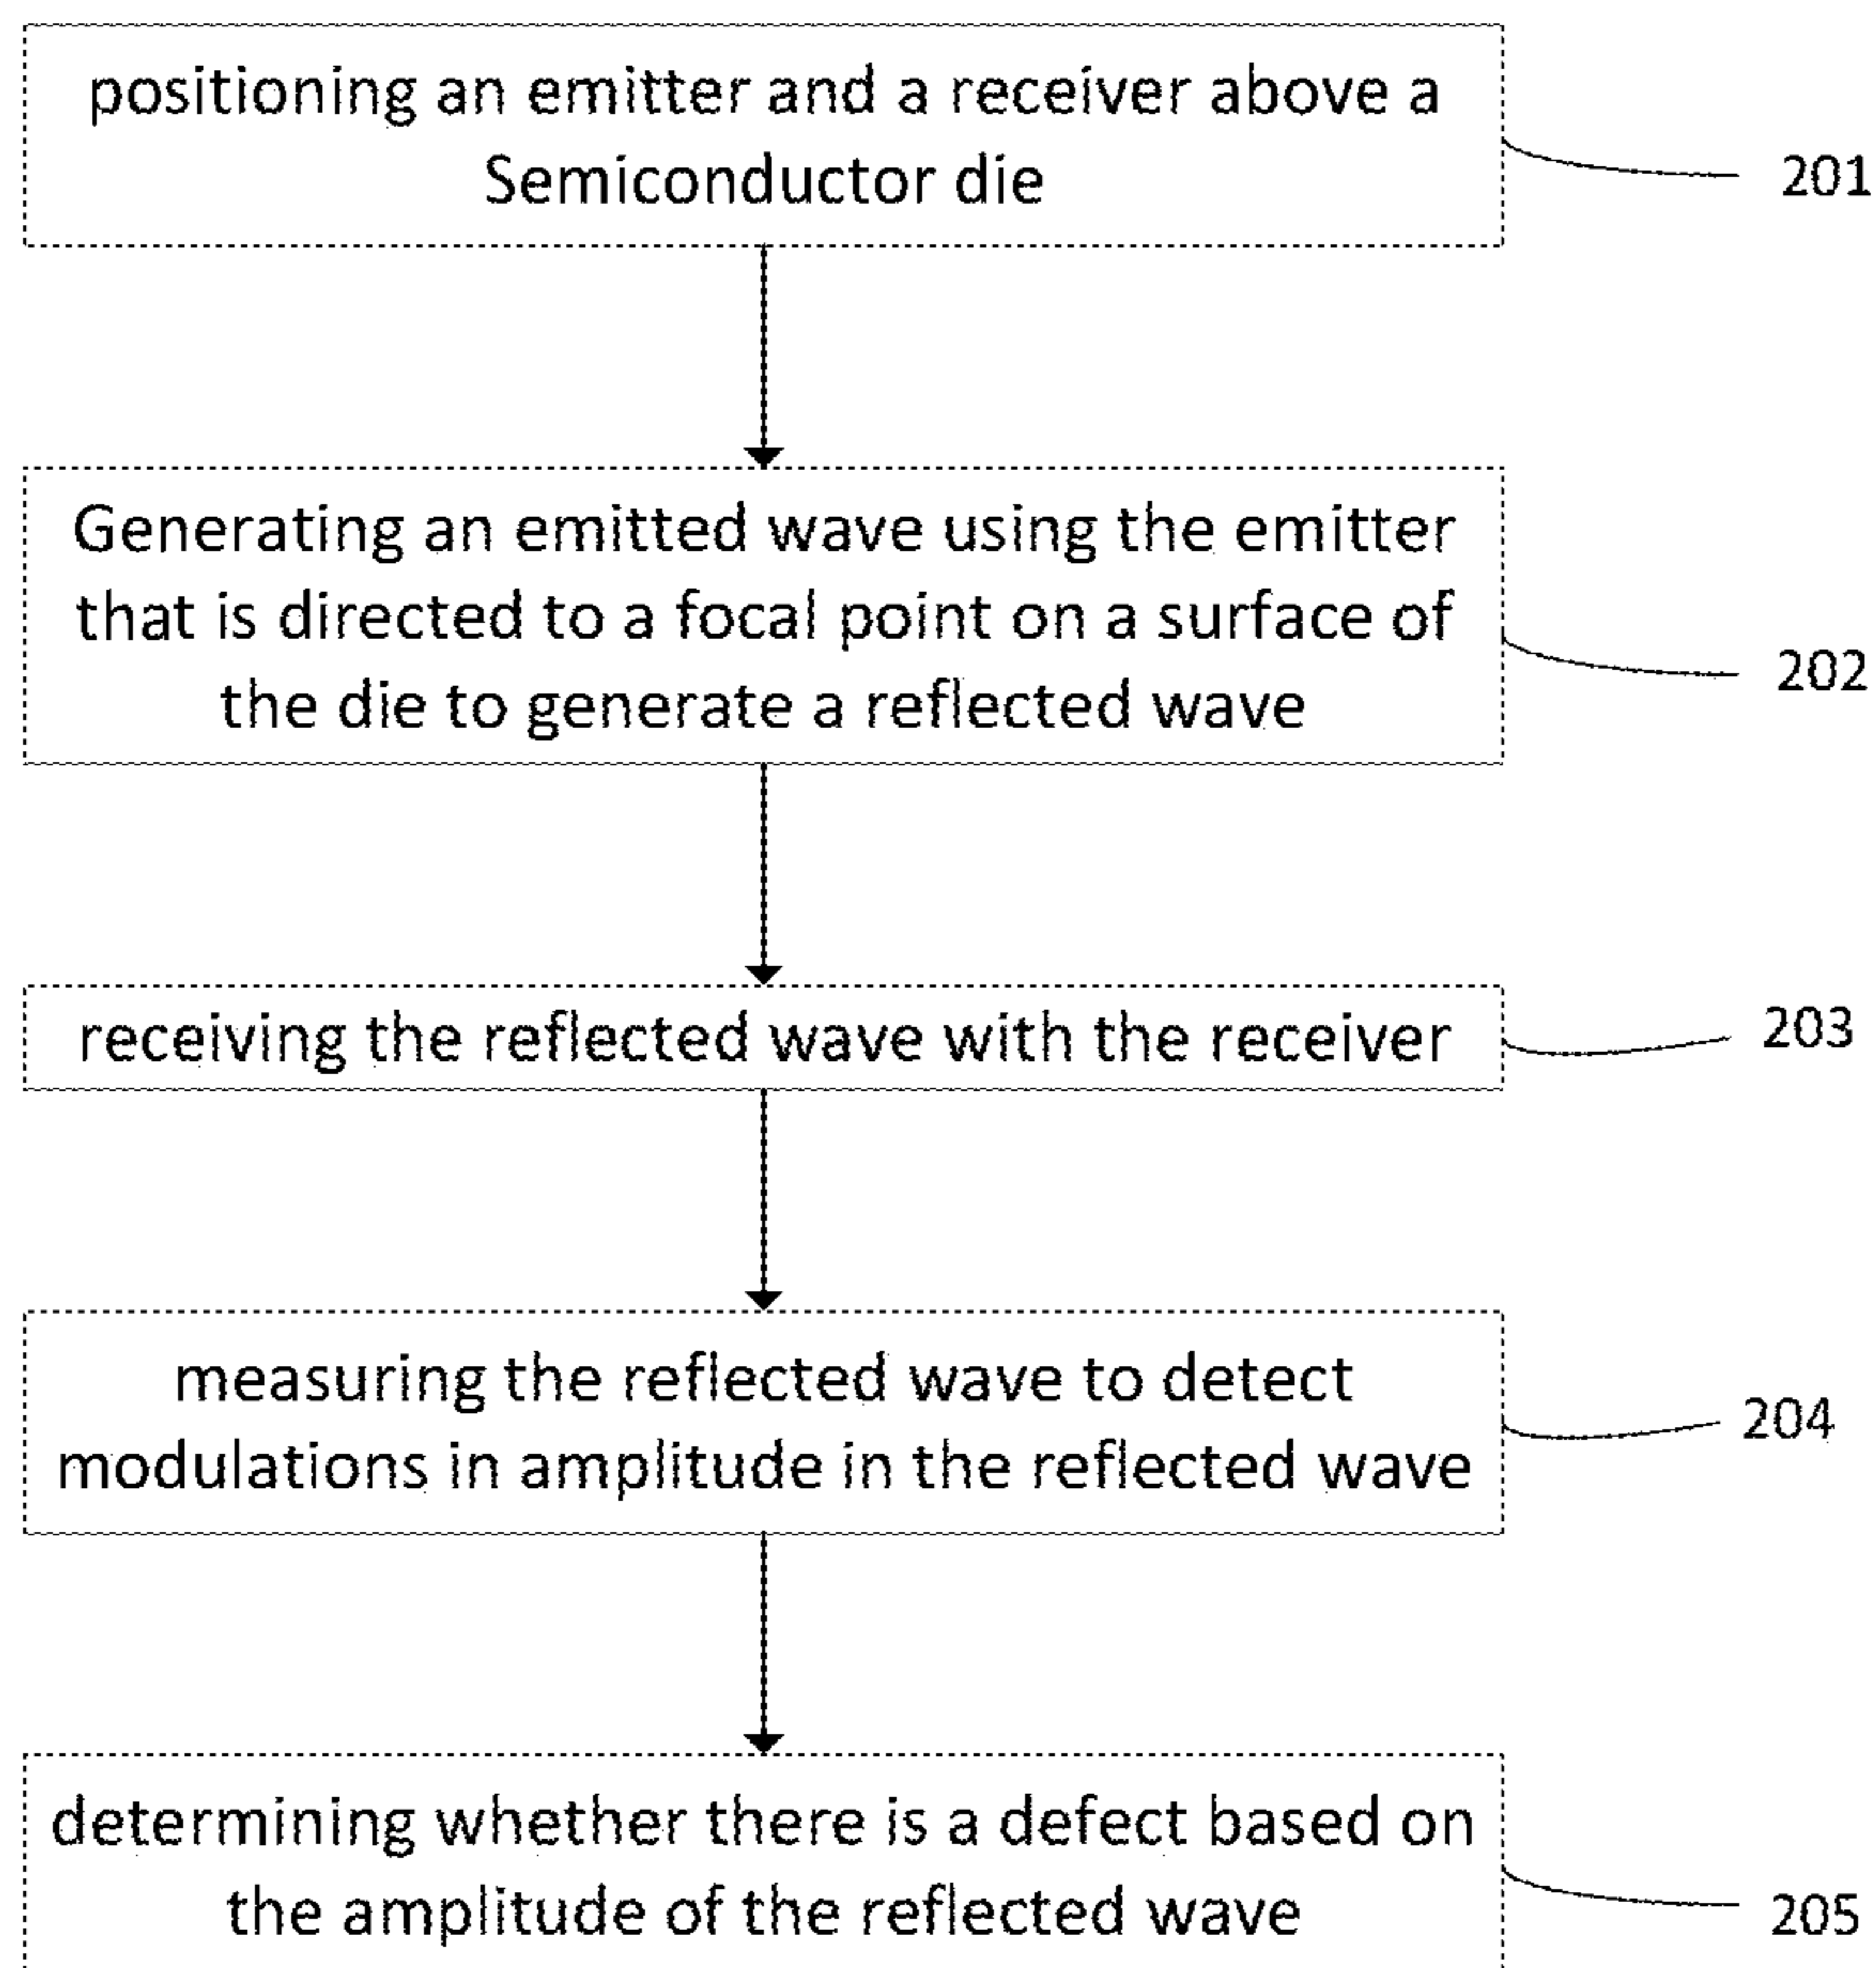 positioning an emitter and a receiver above a
Semiconductor die
201
Generating an emitted wave using the emitter
that is directed to a focal point on a surface of
the die to generate a reflected wave
202
receiving the reflected wave with the receiver
203
measuring the reflected wave to detect
modulations in amplitude in the reflected wave
204
determining whether there is a defect based on
the amplitude of the reflected wave
205